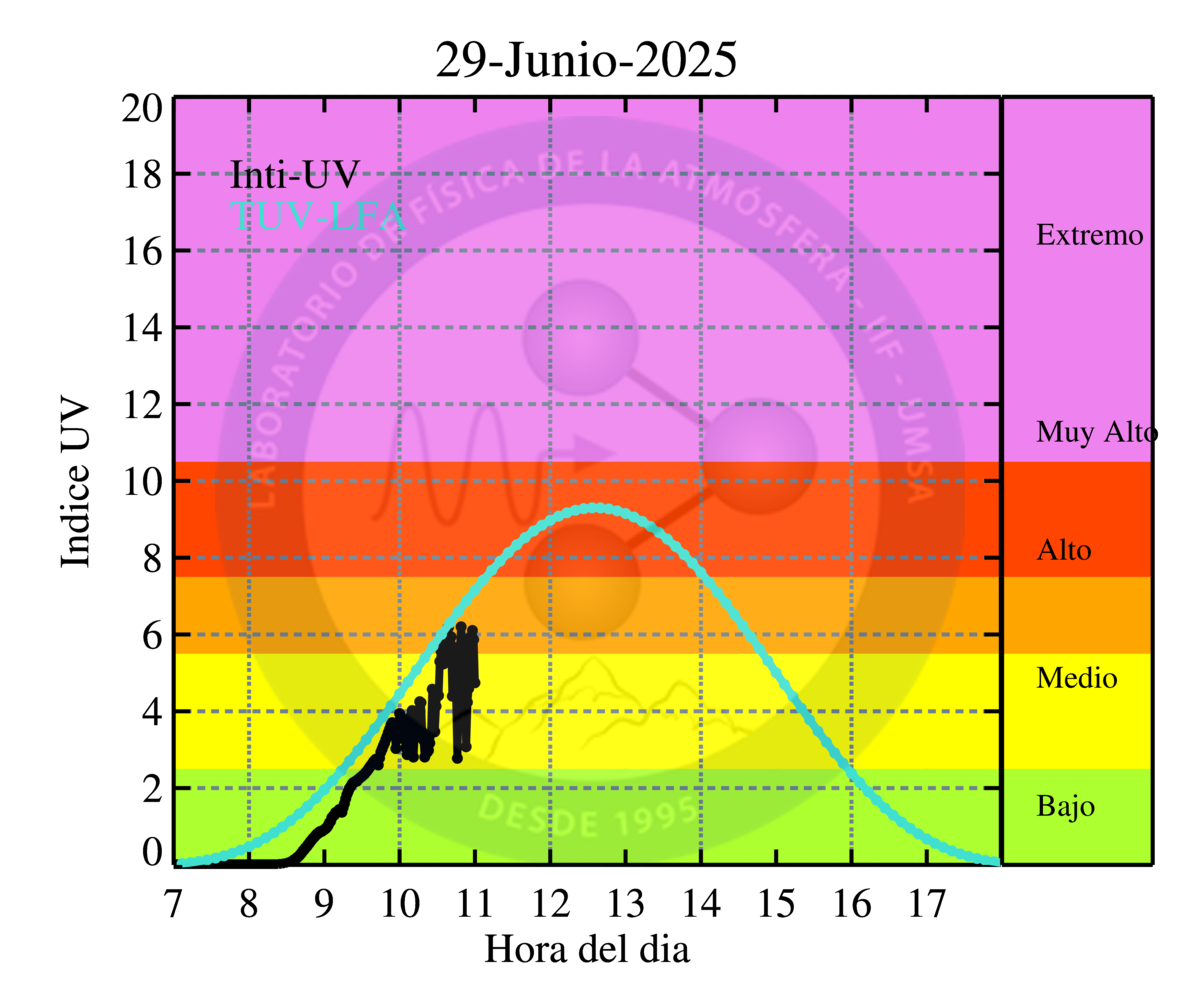 29-Junio-2025
Inti-UV
TUV-LFA
LABORATORIO DE FÍSICA DE LA ATMÓSFERA - IIF - UMSA
DESDE 1995
Indice UV
20
18
16
14
12
10
8
6
4
2
0
Extremo
Muy Alto
Alto
Medio
Bajo
7 8 9 10 11 12 13 14 15 16 17
Hora del dia